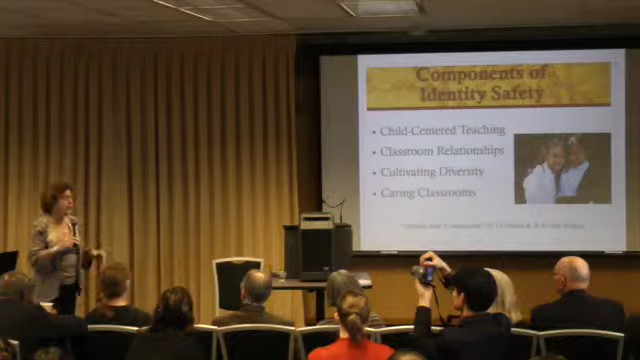 Components of
Identity Safety
• Child-Centered Teaching
• Classroom Relationships
• Cultivating Diversity
• Caring Classrooms